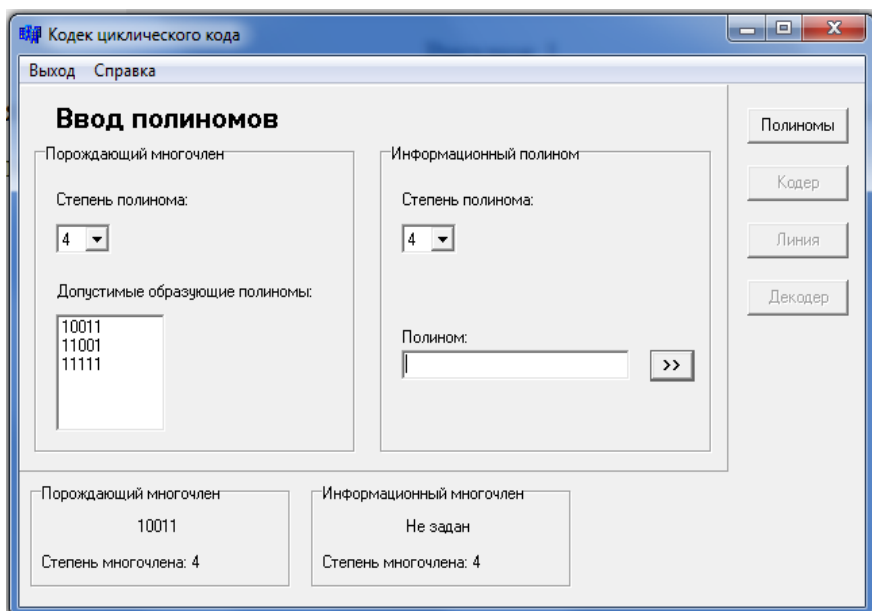 Кодек циклического кода
Выход Справка
Ввод полиномов
Порождающий многочлен
Степень полинома:
4
Допустимые образующие полиномы:
10011
11001
11111
Информационный полином
Степень полинома:
4
Полином:
>>
Полиномы
Кодер
Линия
Декодер
Порождающий многочлен
10011
Степень многочлена: 4
Информационный многочлен
Не задан
Степень многочлена: 4